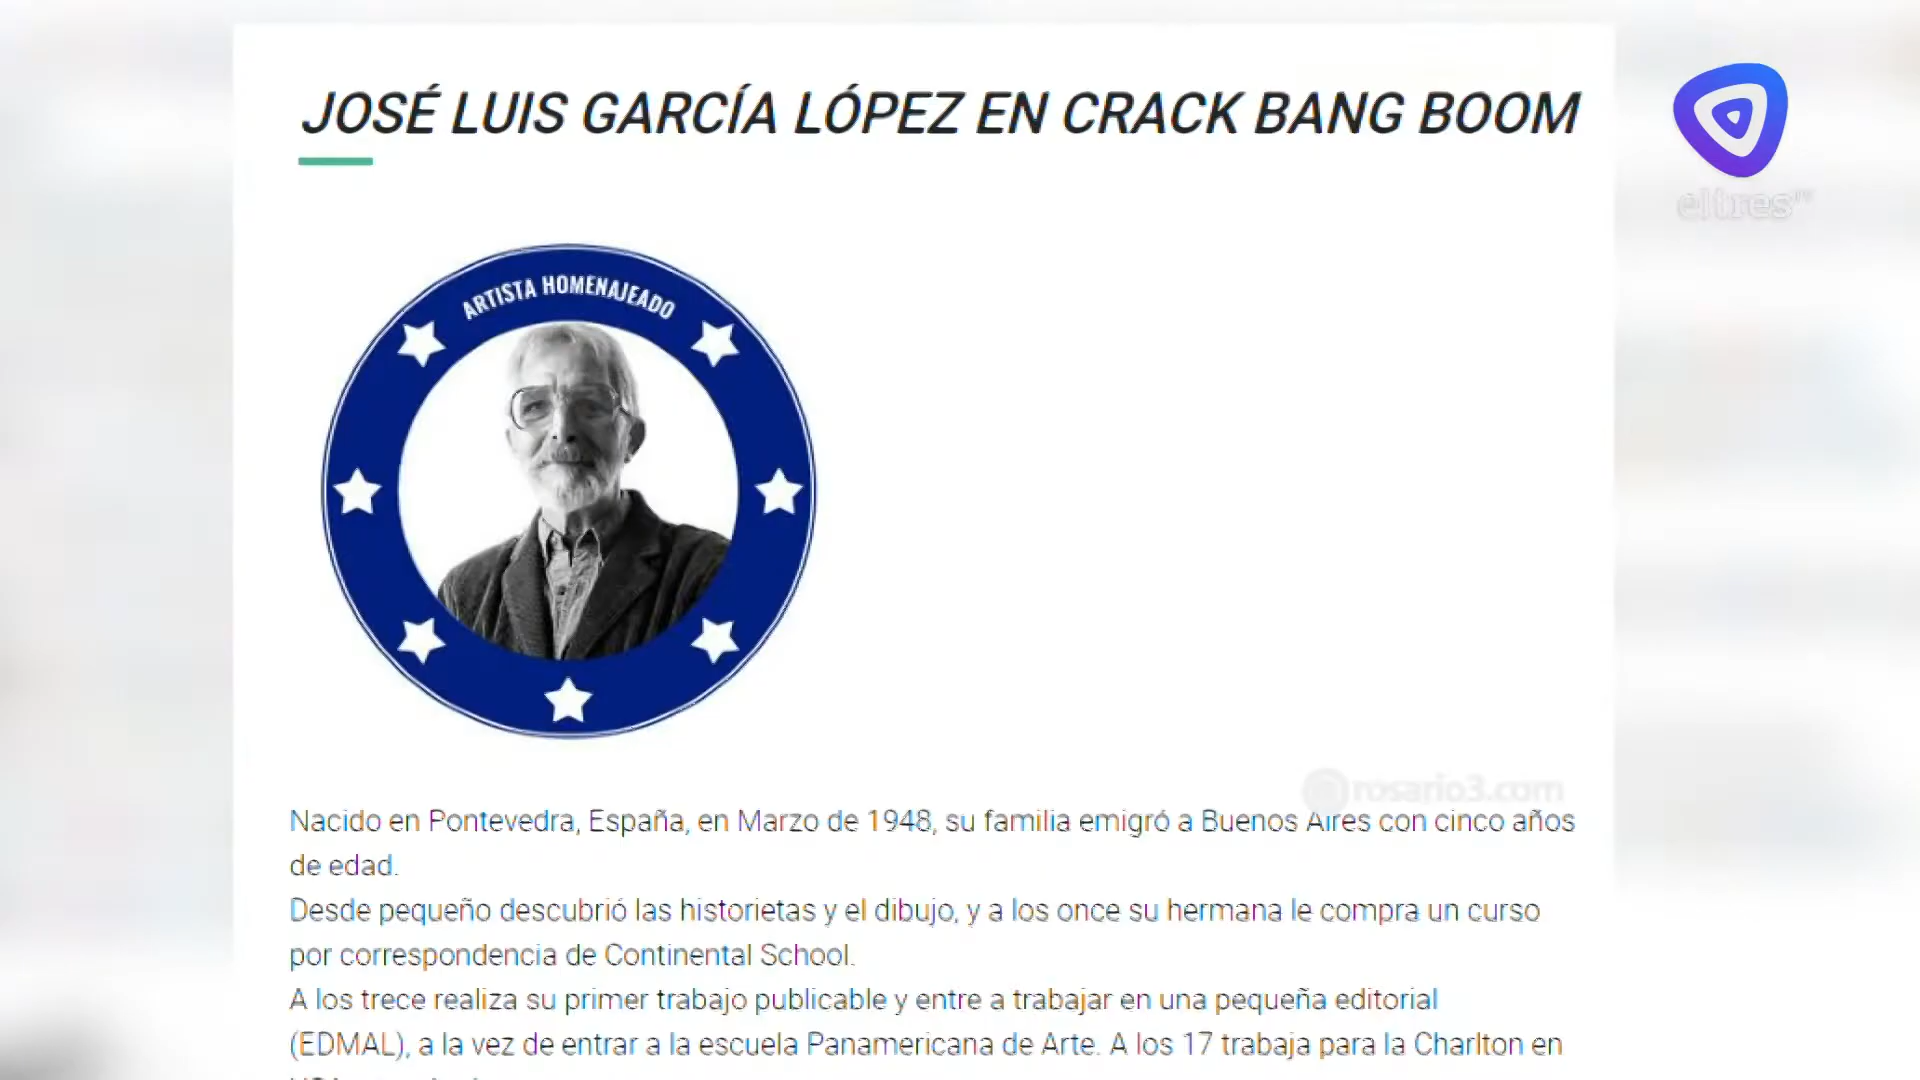 JOSÉ LUIS GARCÍA LÓPEZ EN CRACK BANG BOOM
eltres
ARTISTA HOMENAJEADO
rosario3.com
Nacido en Pontevedra, España, en Marzo de 1948, su familia emigró a Buenos Aires con cinco años
de edad.
Desde pequeño descubrió las historietas y el dibujo, y a los once su hermana le compra un curso
por correspondencia de Continental School.
A los trece realiza su primer trabajo publicable y entre a trabajar en una pequeña editorial
(EDMAL), a la vez de entrar a la escuela Panamericana de Arte. A los 17 trabaja para la Charlton en